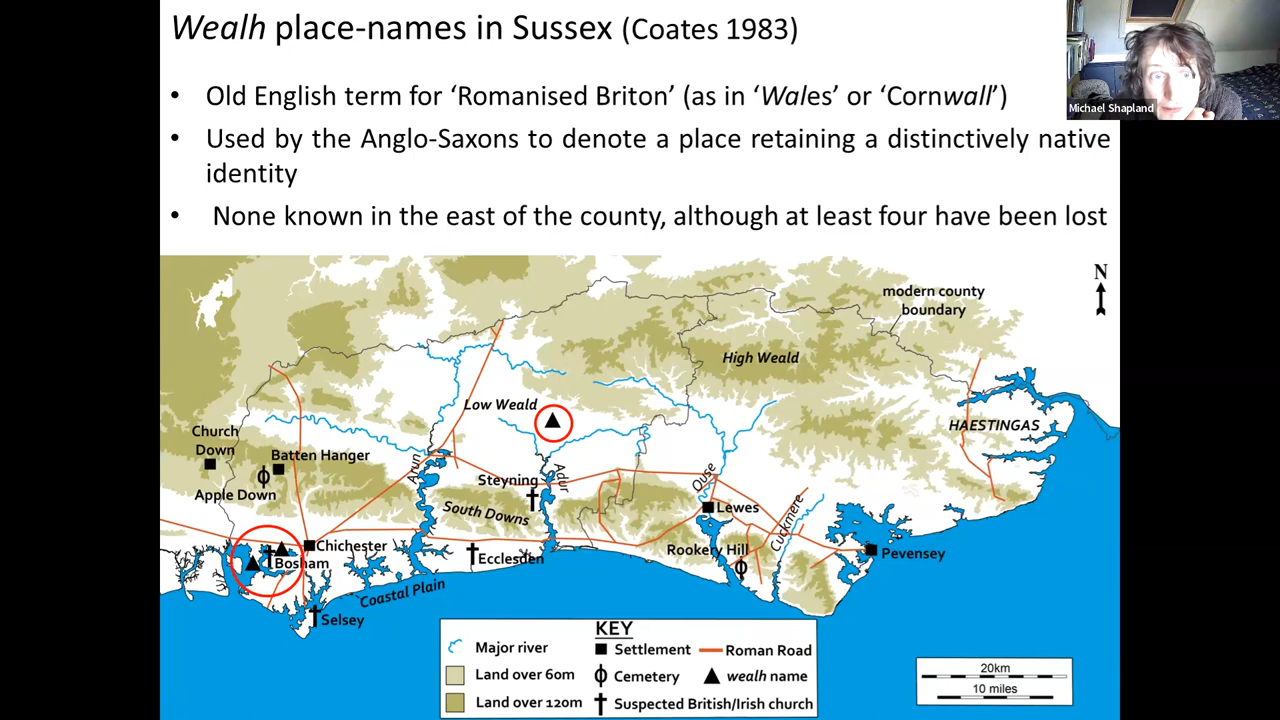 Wealh place-names in Sussex (Coates 1983)
• Old English term for ‘Romanised Briton’ (as in ‘Wales’ or ‘Cornwall’)
• Used by the Anglo-Saxons to denote a place retaining a distinctively native
identity
• None known in the east of the county, although at least four have been lost
Michael Shapland
N
modern county
boundary
High Weald
Low Weald
HAESTINGAS
Church
Down
Batten Hanger
Apple Down
Arun
Steyning
Adur
South Downs
Ouse
Lewes
Cuckmere
Chichester
Bosham
Ecclesden
Rookery Hill
Pevensey
Coastal Plain
Selsey
KEY
Major river
Settlement
Roman Road
Land over 60m
Cemetery
wealh name
Land over 120m
Suspected British/Irish church
20km
10 miles